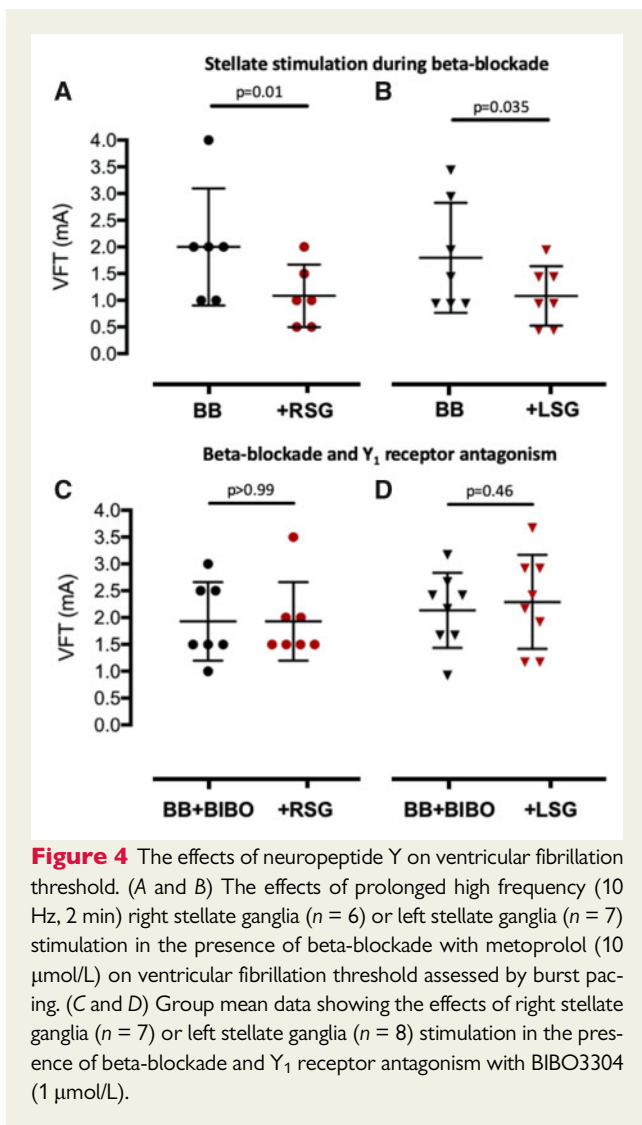 Stellate stimulation during beta-blockade
A
B
p=0.01
p=0.035
VFT (mA)
4.0
3.5
3.0
2.5
2.0
1.5
1.0
0.5
0.0
BB
+RSG
BB
+LSG
Beta-blockade and Y₁ receptor antagonism
C
D
p>0.99
p=0.46
VFT (mA)
4.0
3.5
3.0
2.5
2.0
1.5
1.0
0.5
0.0
BB+BIBO
+RSG
BB+BIBO
+LSG
Figure 4 The effects of neuropeptide Y on ventricular fibrillation
threshold. (A and B) The effects of prolonged high frequency (10
Hz, 2 min) right stellate ganglia (n = 6) or left stellate ganglia (n = 7)
stimulation in the presence of beta-blockade with metoprolol (10
μmol/L) on ventricular fibrillation threshold assessed by burst pac-
ing. (C and D) Group mean data showing the effects of right stellate
ganglia (n = 7) or left stellate ganglia (n = 8) stimulation in the pres-
ence of beta-blockade and Y₁ receptor antagonism with BIBO3304
(1 μmol/L).